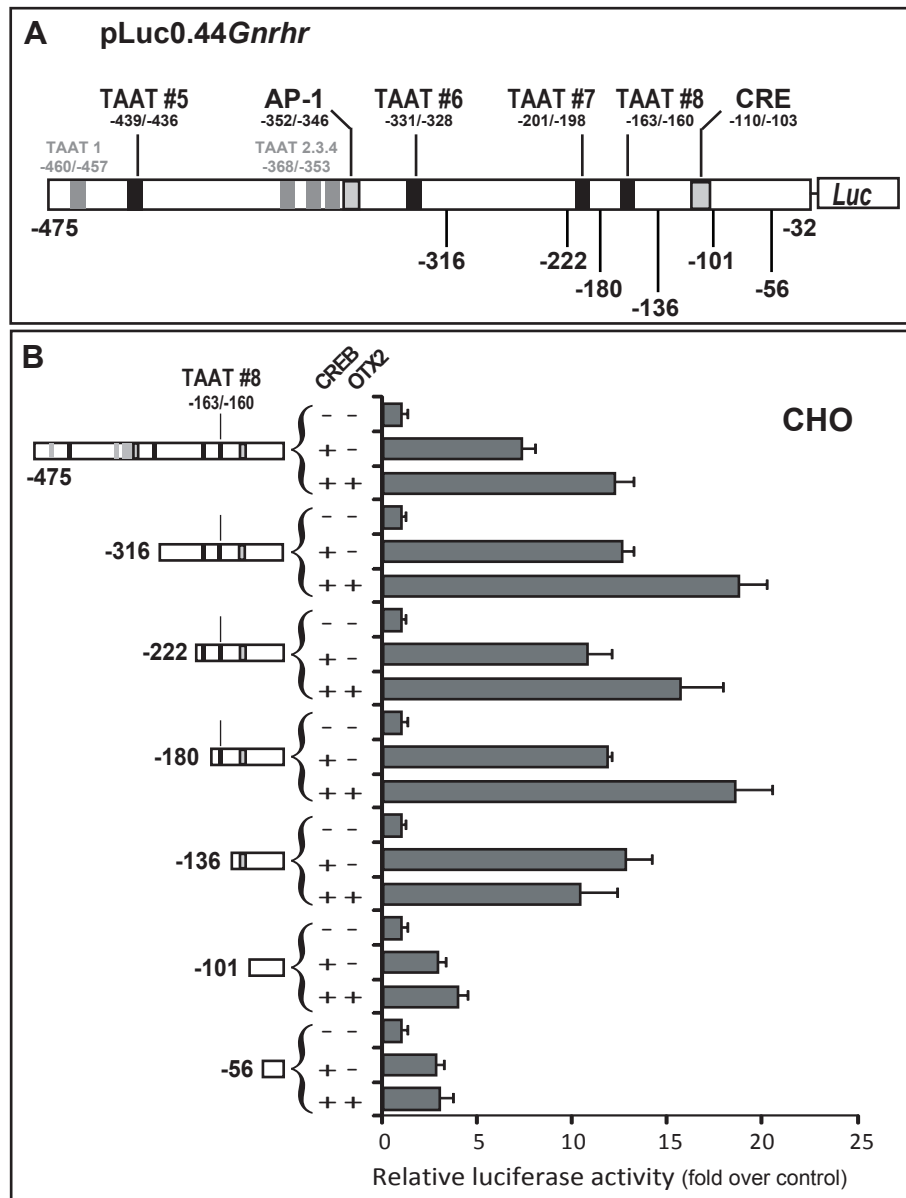 A pLuc0.44Gnrhr
TAAT #5 AP-1 TAAT #6 TAAT #7 TAAT #8 CRE
-439/-436 -352/-346 -331/-328 -201/-198 -163/-160 -110/-103
TAAT 1 TAAT 2.3.4
-460/-457 -368/-353
Luc
-475 -32
-316 -222 -101 -56
-180
-136
B
CREB OTX2
TAAT #8
-163/-160
CHO
- -
+ -
+ +
-475
- -
-316 + -
+ +
- -
-222 + -
+ +
- -
-180 + -
+ +
- -
-136 + -
+ +
- -
-101 + -
+ +
- -
-56 + -
+ +
0 5 10 15 20 25
Relative luciferase activity (fold over control)